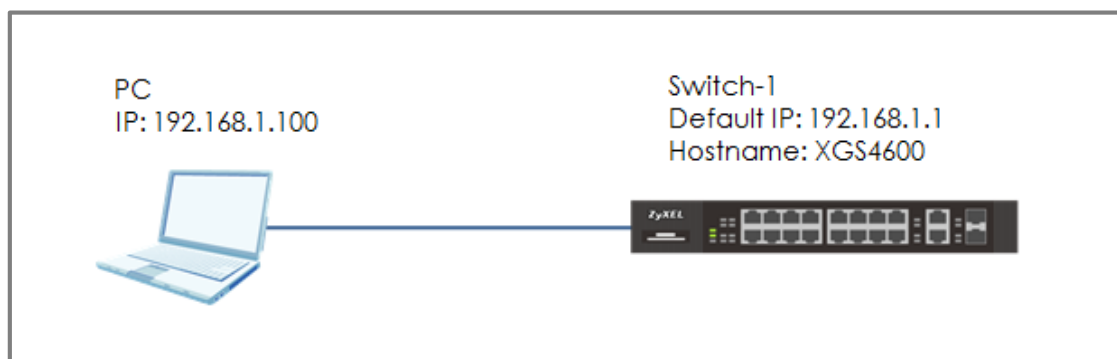 PC
IP: 192.168.1.100
Switch-1
Default IP: 192.168.1.1
Hostname: XGS4600
ZyXEL